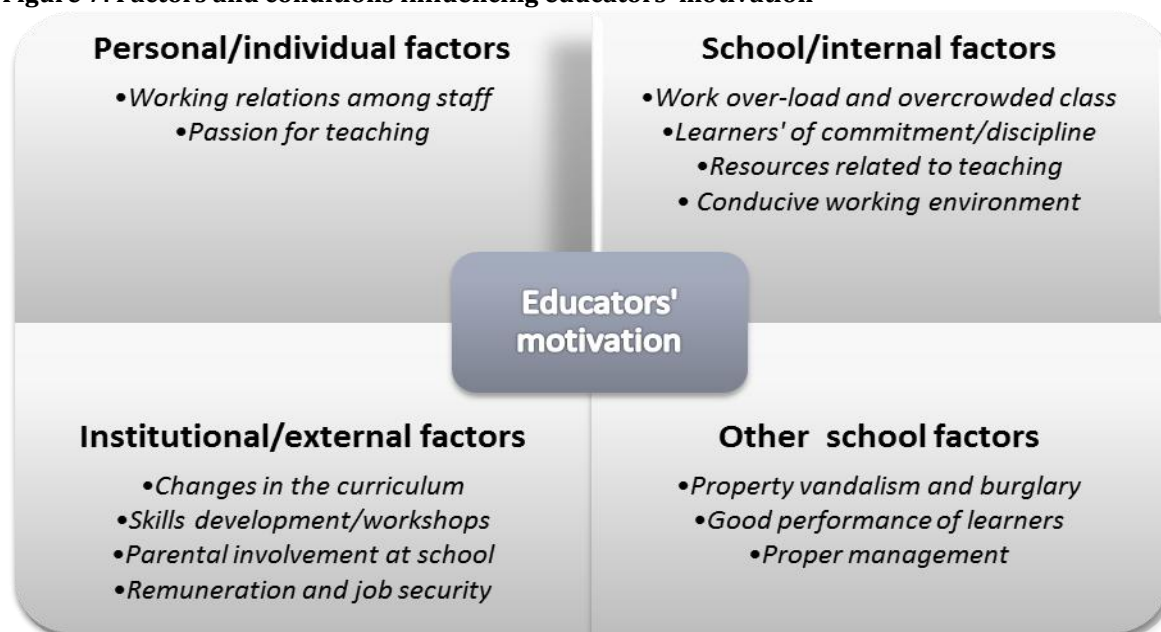 Figure 7: Factors and conditions influencing educators' motivation
Personal/individual factors
•Working relations among staff
•Passion for teaching
School/internal factors
•Work over-load and overcrowded class
•Learners' of commitment/discipline
•Resources related to teaching
• Conducive working environment
Educators'
motivation
Institutional/external factors
•Changes in the curriculum
•Skills development/workshops
•Parental involvement at school
•Remuneration and job security
Other school factors
•Property vandalism and burglary
•Good performance of learners
•Proper management